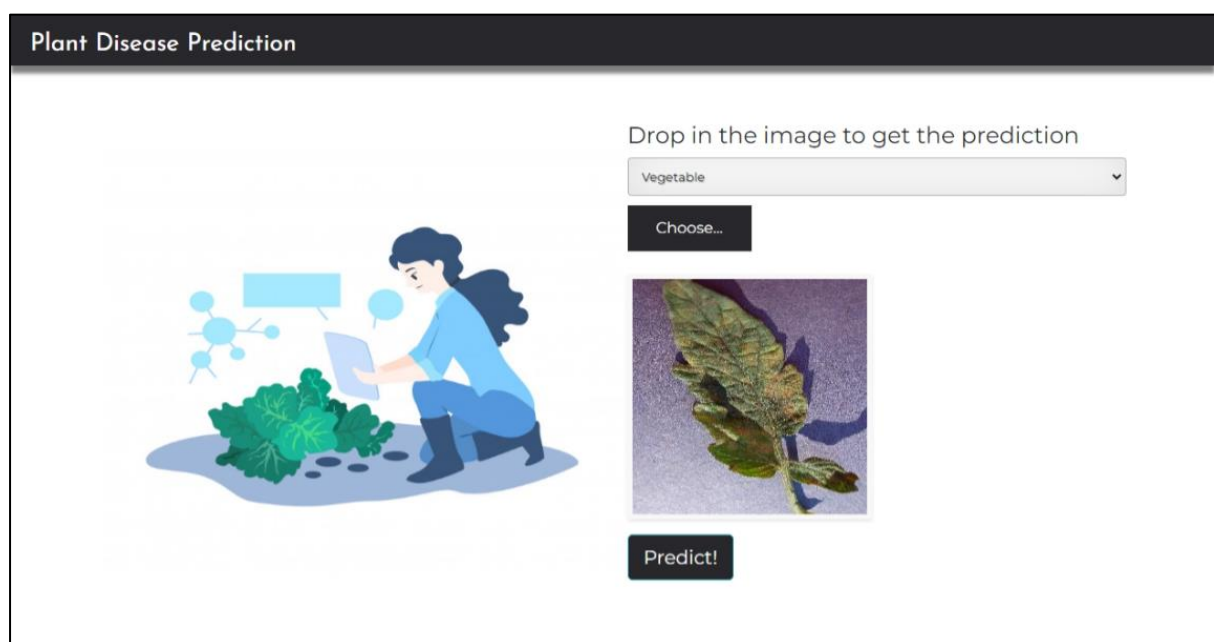 Plant Disease Prediction
Drop in the image to get the prediction
Vegetable
Choose...
Predict!